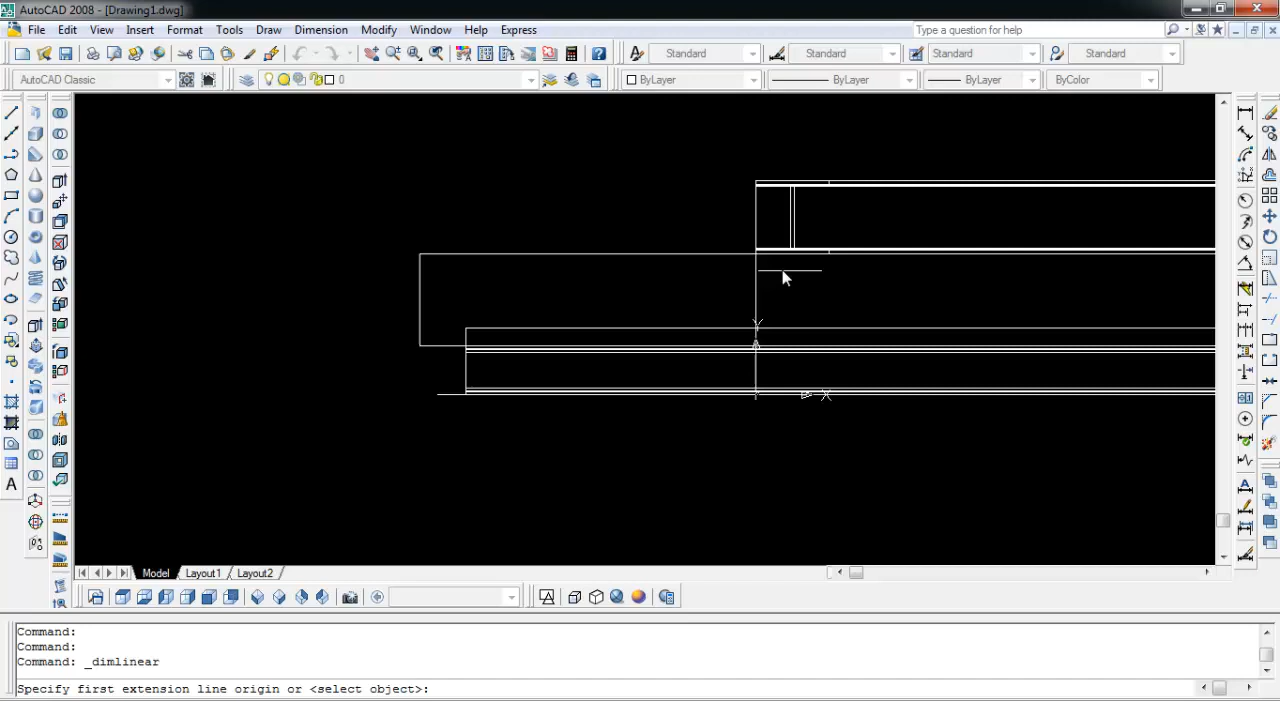 AutoCAD 2008 - [Drawing1.dwg]
File Edit View Insert Format Tools Draw Dimension Modify Window Help Express Type a question for help
Standard Standard Standard Standard
AutoCAD Classic 0 ByLayer ByLayer ByLayer ByColor
Y
X
A
Model Layout1 Layout2
Command:
Command:
Command: _dimlinear
Specify first extension line origin or <select object>: